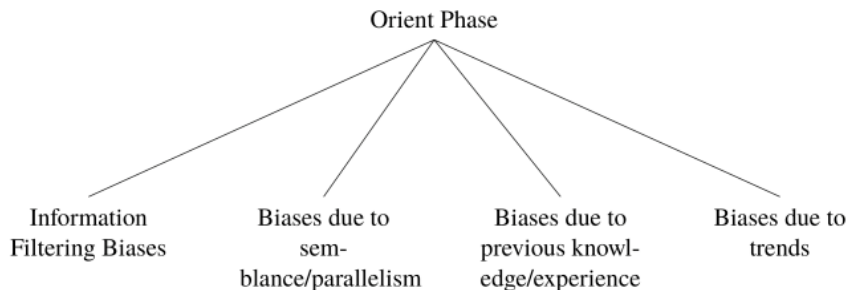 Orient Phase
Information
Filtering Biases
Biases due to
sem-
blance/parallelism
Biases due to
previous knowl-
edge/experience
Biases due to
trends